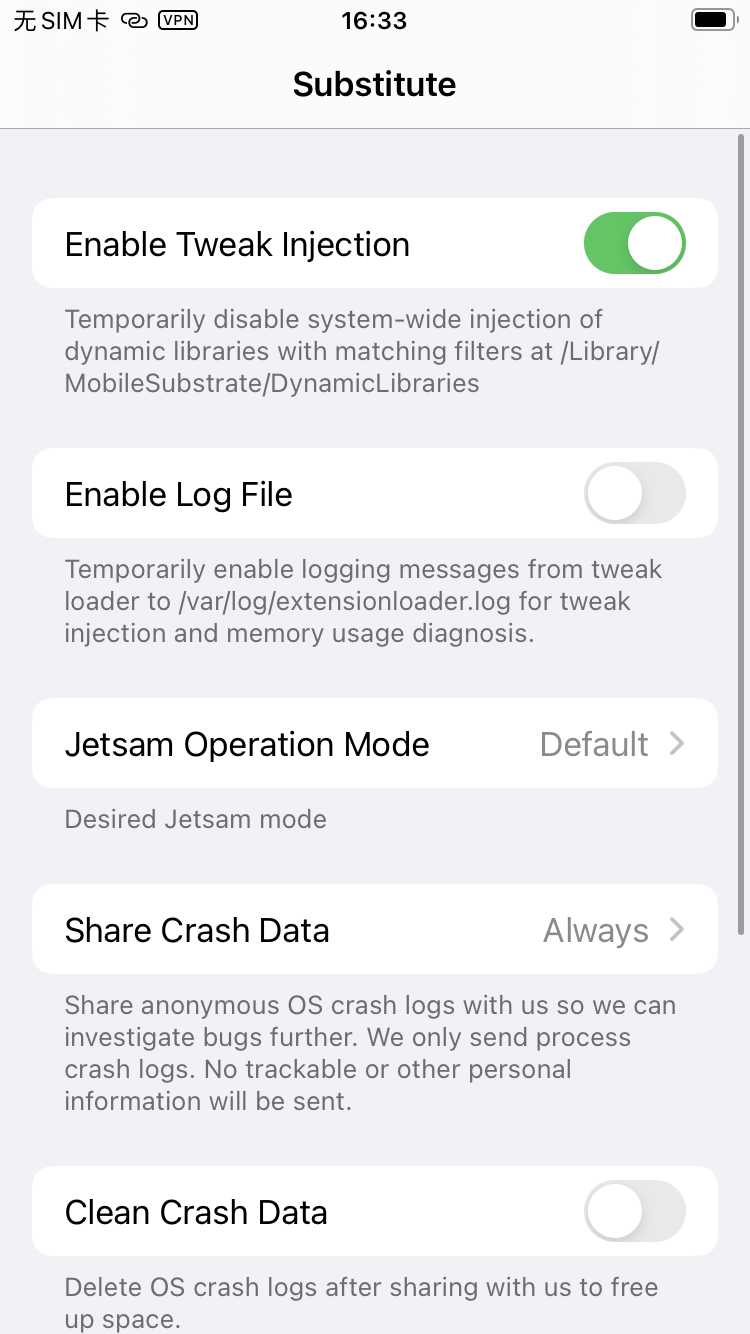 无SIM卡 VPN 16:33
Substitute
Enable Tweak Injection
Temporarily disable system-wide injection of
dynamic libraries with matching filters at /Library/
MobileSubstrate/DynamicLibraries
Enable Log File
Temporarily enable logging messages from tweak
loader to /var/log/extensionloader.log for tweak
injection and memory usage diagnosis.
Jetsam Operation Mode Default
Desired Jetsam mode
Share Crash Data Always
Share anonymous OS crash logs with us so we can
investigate bugs further. We only send process
crash logs. No trackable or other personal
information will be sent.
Clean Crash Data
Delete OS crash logs after sharing with us to free
up space.